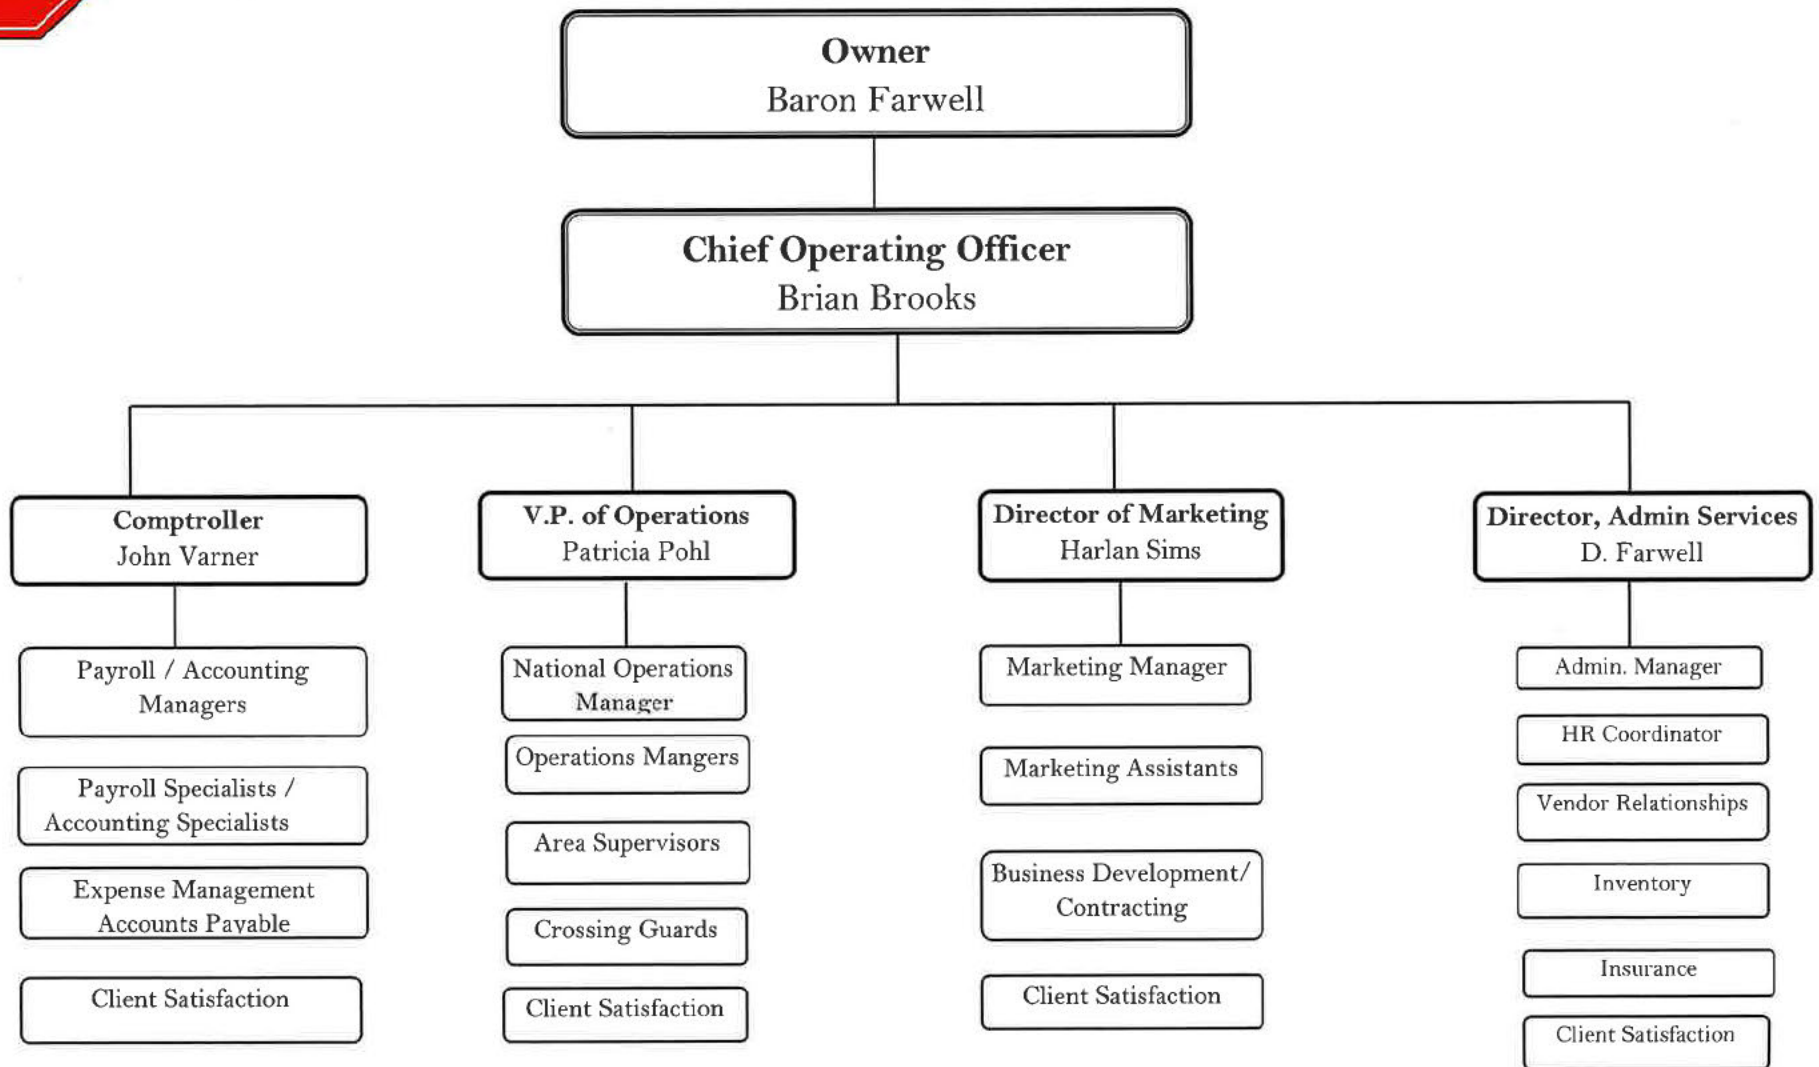 Owner
Baron Farwell
Chief Operating Officer
Brian Brooks
Comptroller
John Varner
V.P. of Operations
Patricia Pohl
Director of Marketing
Harlan Sims
Director, Admin Services
D. Farwell
Payroll / Accounting
Managers
Payroll Specialists /
Accounting Specialists
Expense Management
Accounts Payable
Client Satisfaction
National Operations
Manager
Operations Mangers
Area Supervisors
Crossing Guards
Client Satisfaction
Marketing Manager
Marketing Assistants
Business Development/
Contracting
Client Satisfaction
Admin. Manager
HR Coordinator
Vendor Relationships
Inventory
Insurance
Client Satisfaction